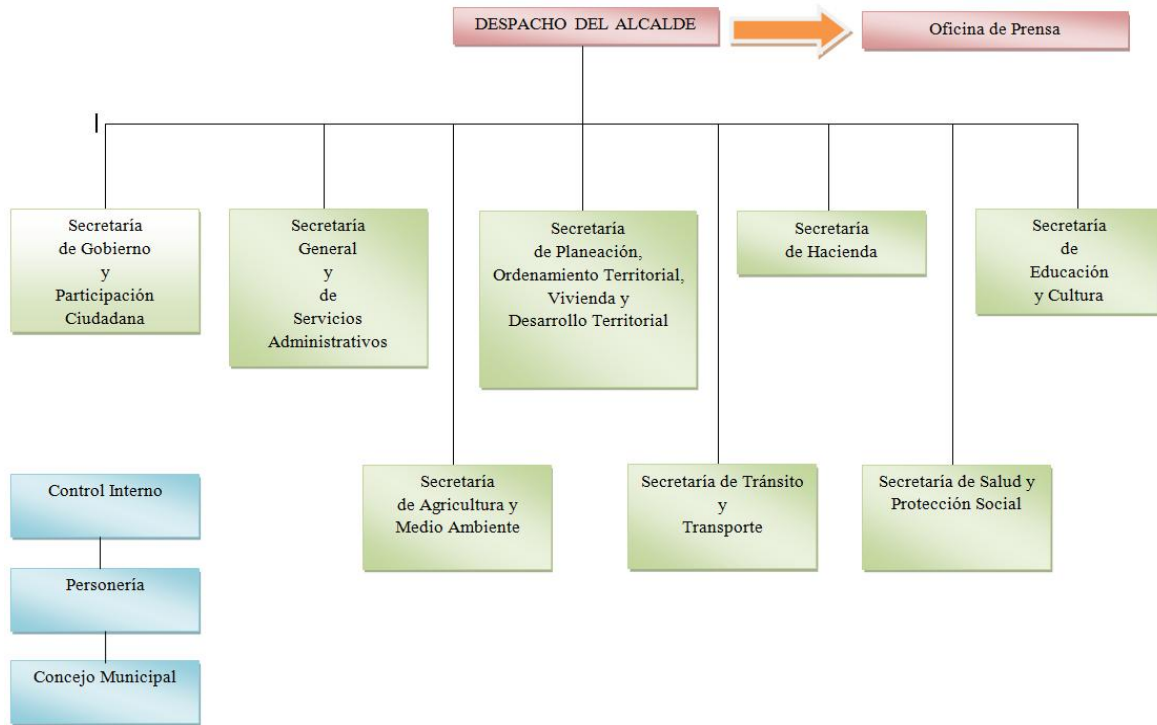 DESPACHO DEL ALCALDE
Oficina de Prensa
Secretaría
de Gobierno
y
Participación
Ciudadana
Secretaría
General
y
de
Servicios
Administrativos
Secretaría
de Planeación,
Ordenamiento Territorial,
Vivienda y
Desarrollo Territorial
Secretaría
de Hacienda
Secretaría
de
Educación
y Cultura
Secretaría
de Agricultura y
Medio Ambiente
Secretaría de Tránsito
y
Transporte
Secretaría de Salud y
Protección Social
Control Interno
Personería
Concejo Municipal